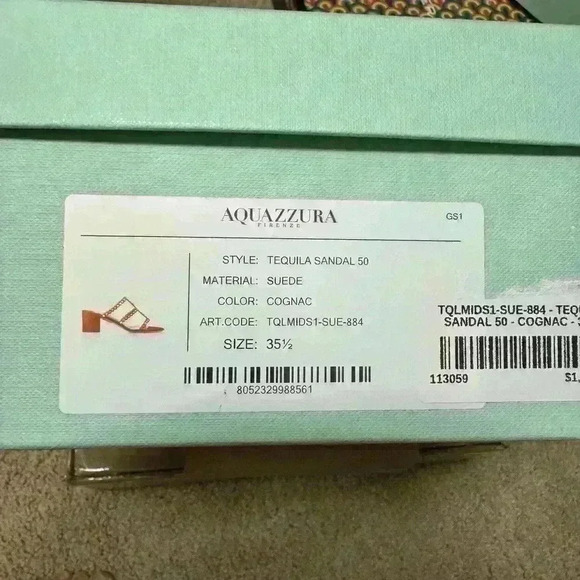 AQUAZZURA
FIRENZE
GS1
STYLE: TEQUILA SANDAL 50
MATERIAL: SUEDE
COLOR: COGNAC
ART.CODE: TQLMIDS1-SUE-884
SIZE: 35½
8052329988561
TQLMIDS1-SUE-884 -
SANDAL 50 - COGNAC -
113059